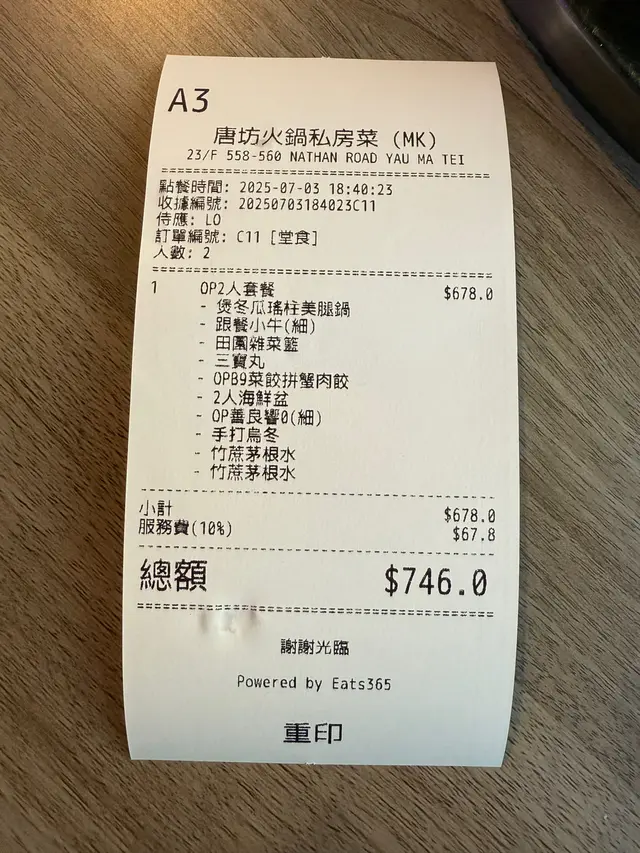 A3
唐坊火鍋私房菜 (MK)
23/F 558-560 NATHAN ROAD YAU MA TEI
點餐時間: 2025-07-03 18:40:23
收據編號: 20250703184023C11
侍應: LO
訂單編號: C11 [堂食]
人數: 2
1 OP2人套餐 $678.0
- 煲冬瓜瑤柱美腿鍋
- 跟餐小牛(細)
- 田園雜菜籃
- 三寶丸
- OPB9菜餃拼蟹肉餃
- 2人海鮮盆
- OP善良響0(細)
- 手打烏冬
- 竹蔗茅根水
- 竹蔗茅根水
小計 $678.0
服務費(10%) $67.8
總額 $746.0
謝謝光臨
Powered by Eats365
重印